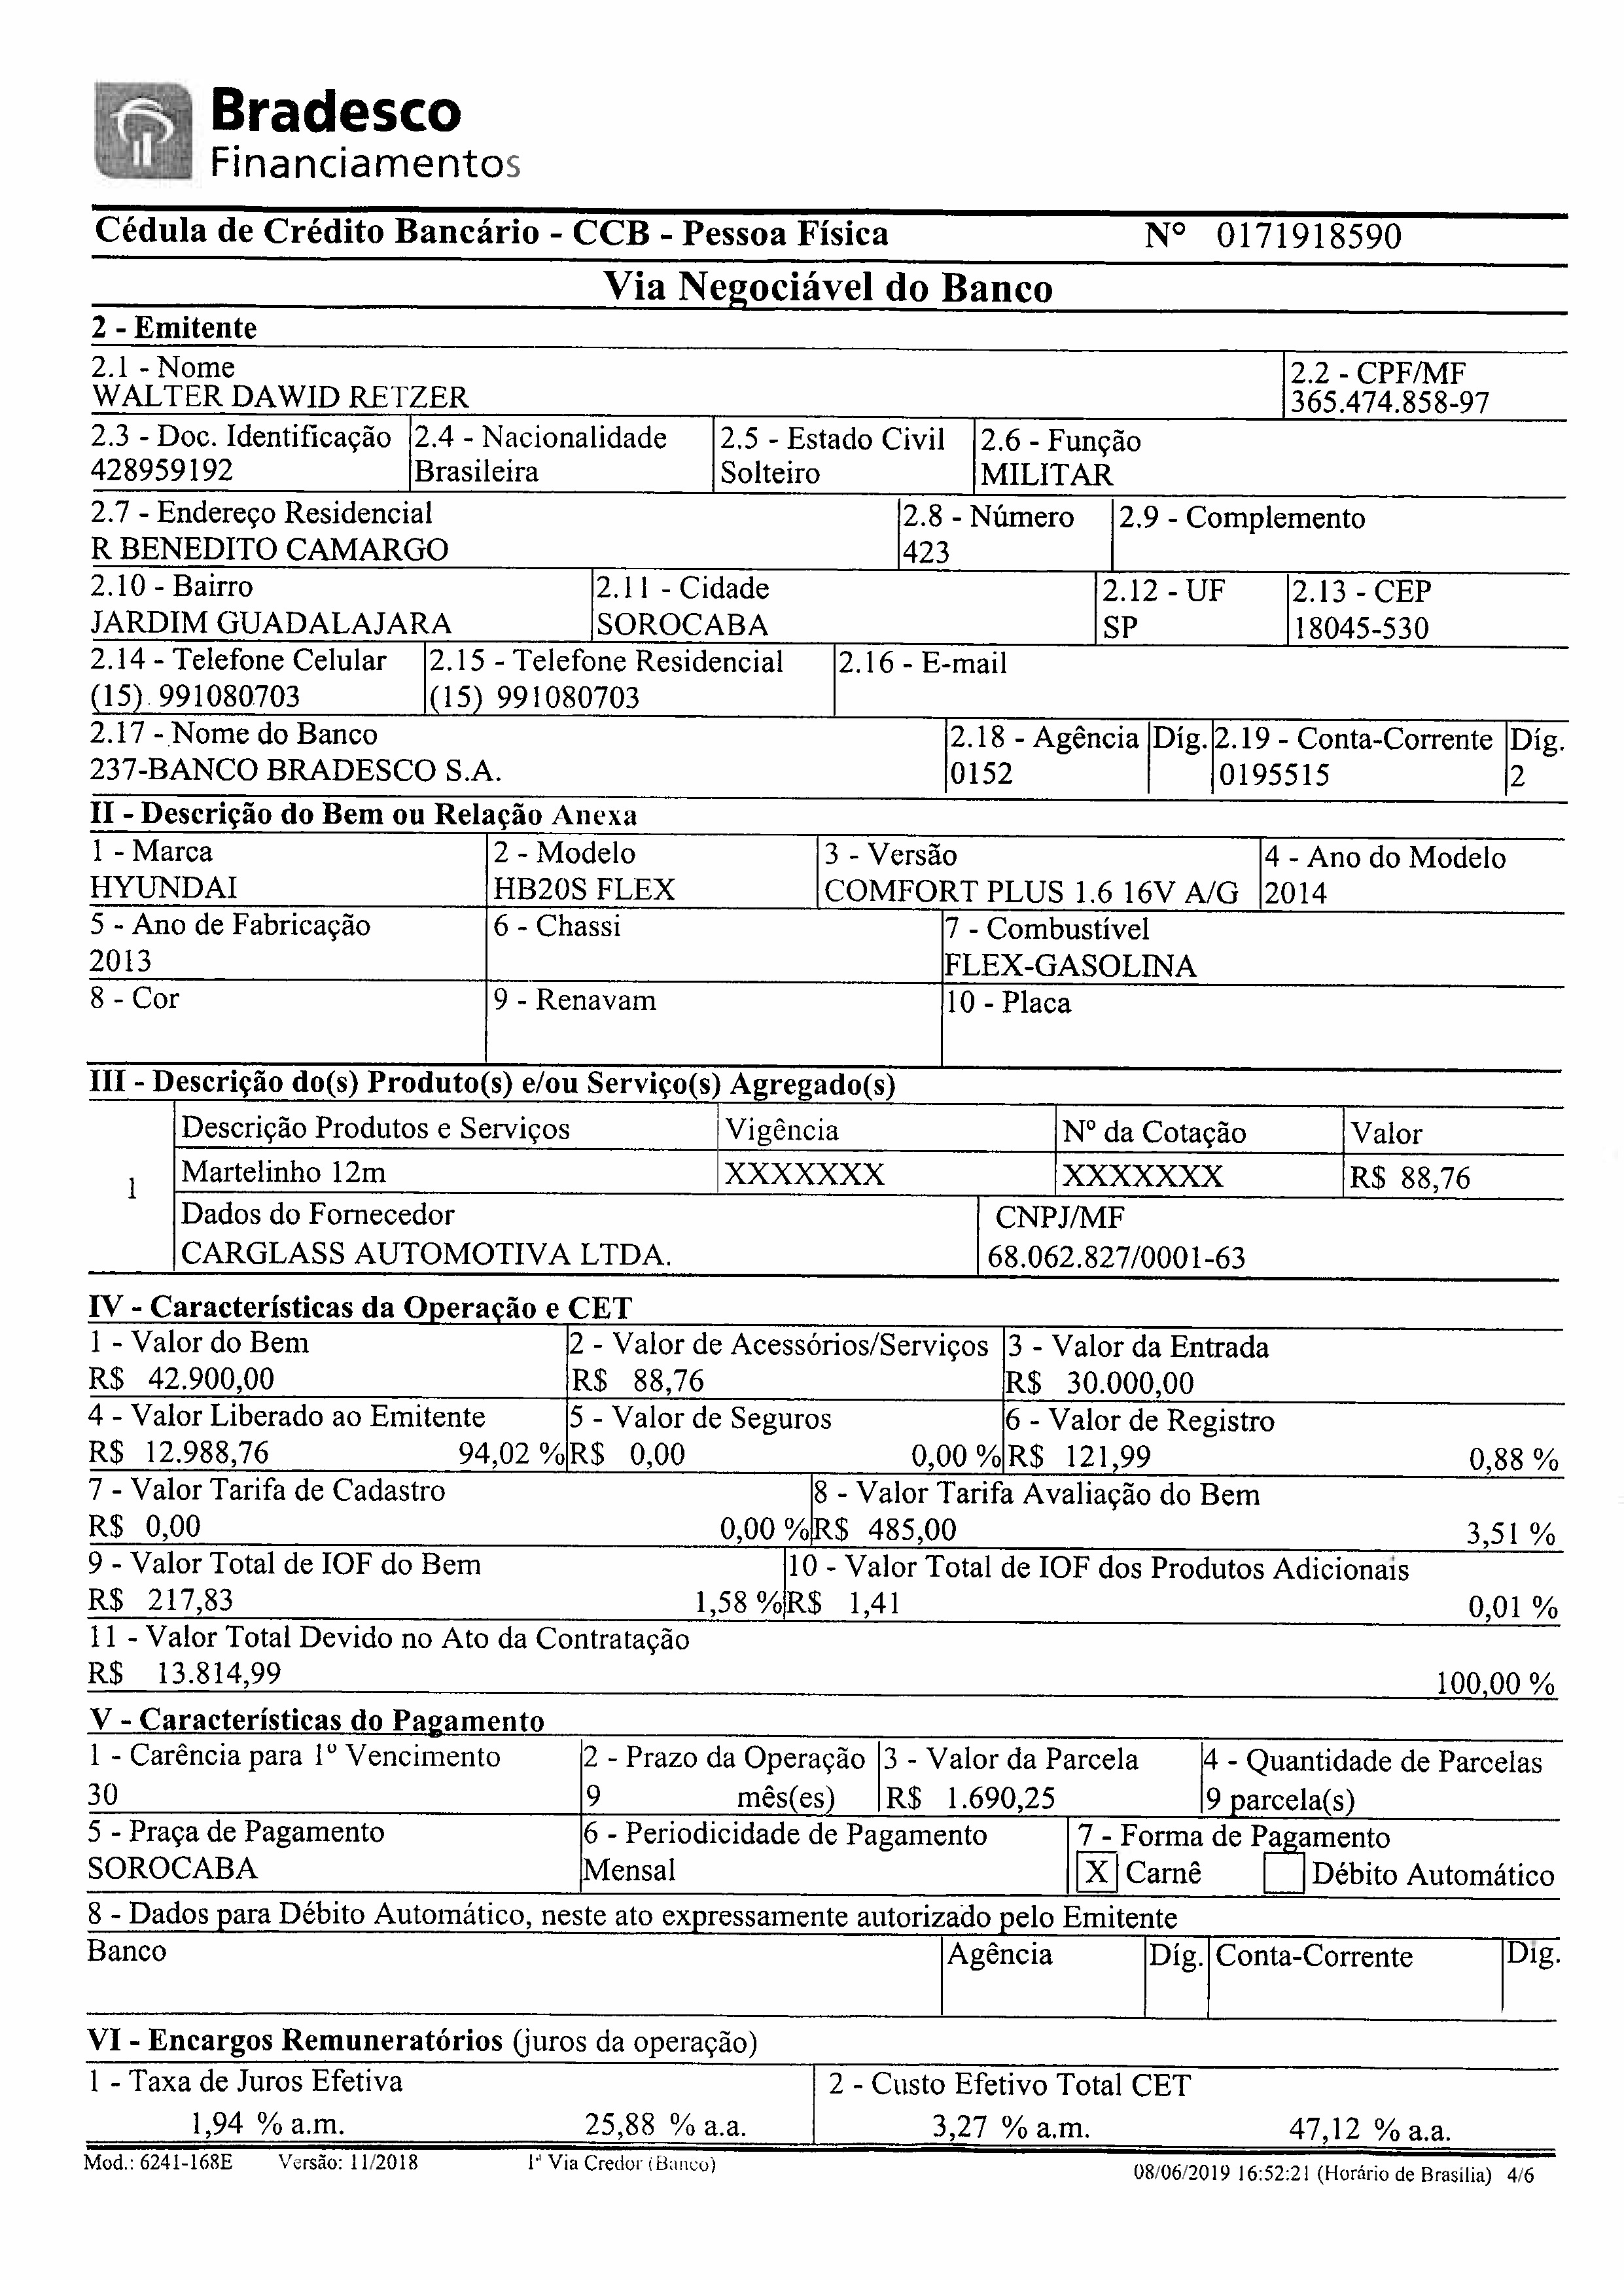 Bradesco
Financiamentos
Cédula de Crédito Bancário - CCB - Pessoa Física Nº 0171918590
Via Negociável do Banco
2 - Emitente
2.1 - Nome 2.2 - CPF/MF
WALTER DAWID RETZER 365.474.858-97
2.3 - Doc. Identificação 2.4 - Nacionalidade 2.5 - Estado Civil 2.6 - Função
428959192 Brasileira Solteiro MILITAR
2.7 - Endereço Residencial 2.8 - Número 2.9 - Complemento
R BENEDITO CAMARGO 423
2.10 - Bairro 2.11 - Cidade 2.12 - UF 2.13 - CEP
JARDIM GUADALAJARA SOROCABA SP 18045-530
2.14 - Telefone Celular 2.15 - Telefone Residencial 2.16 - E-mail
(15) 991080703 (15) 991080703
2.17 - Nome do Banco 2.18 - Agência Díg. 2.19 - Conta-Corrente Díg.
237-BANCO BRADESCO S.A. 0152 0195515 2
II - Descrição do Bem ou Relação Anexa
1 - Marca 2 - Modelo 3 - Versão 4 - Ano do Modelo
HYUNDAI HB20S FLEX COMFORT PLUS 1.6 16V A/G 2014
5 - Ano de Fabricação 6 - Chassi 7 - Combustível
2013 FLEX-GASOLINA
8 - Cor 9 - Renavam 10 - Placa
III - Descrição do(s) Produto(s) e/ou Serviço(s) Agregado(s)
Descrição Produtos e Serviços Vigência Nº da Cotação Valor
1 Martelinho 12m XXXXXXX XXXXXXX R$ 88,76
Dados do Fornecedor CNPJ/MF
CARGLASS AUTOMOTIVA LTDA. 68.062.827/0001-63
IV - Características da Operação e CET
1 - Valor do Bem 2 - Valor de Acessórios/Serviços 3 - Valor da Entrada
R$ 42.900,00 R$ 88,76 R$ 30.000,00
4 - Valor Liberado ao Emitente 5 - Valor de Seguros 6 - Valor de Registro
R$ 12.988,76 94,02 % R$ 0,00 0,00 % R$ 121,99 0,88 %
7 - Valor Tarifa de Cadastro 8 - Valor Tarifa Avaliação do Bem
R$ 0,00 0,00 % R$ 485,00 3,51 %
9 - Valor Total de IOF do Bem 10 - Valor Total de IOF dos Produtos Adicionais
R$ 217,83 1,58 % R$ 1,41 0,01 %
11 - Valor Total Devido no Ato da Contratação
R$ 13.814,99 100,00 %
V - Características do Pagamento
1 - Carência para 1º Vencimento 2 - Prazo da Operação 3 - Valor da Parcela 4 - Quantidade de Parcelas
30 9 mês(es) R$ 1.690,25 9 parcela(s)
5 - Praça de Pagamento 6 - Periodicidade de Pagamento 7 - Forma de Pagamento
SOROCABA Mensal X Carnê Débito Automático
8 - Dados para Débito Automático, neste ato expressamente autorizado pelo Emitente
Banco Agência Díg. Conta-Corrente Dig.
VI - Encargos Remuneratórios (juros da operação)
1 - Taxa de Juros Efetiva 2 - Custo Efetivo Total CET
1,94 % a.m. 25,88 % a.a. 3,27 % a.m. 47,12 % a.a.
Mod.: 6241-168E Versão: 11/2018 1ª Via Credor (Banco) 08/06/2019 16:52:21 (Horário de Brasília) 4/6